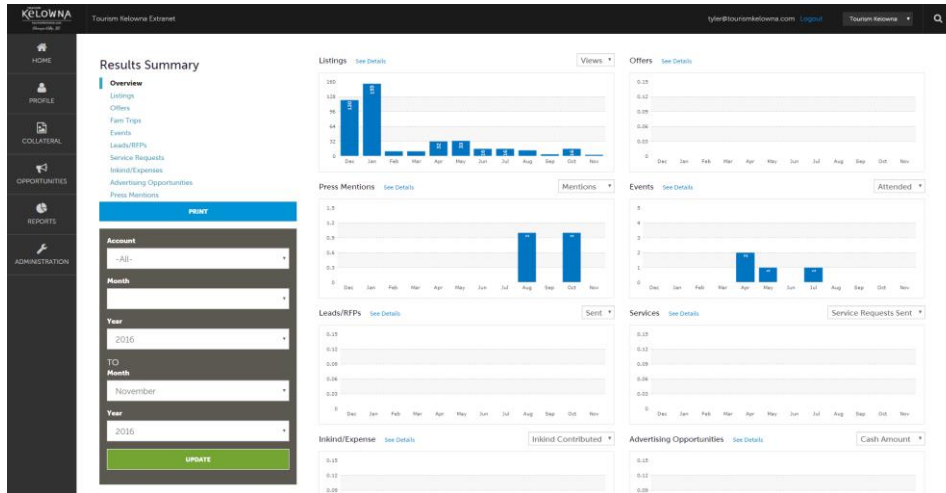 KELOWNA
Tourism Kelowna Extranet
tyler@tourismkelowna.com Logout
Tourism Kelowna
HOME
PROFILE
COLLATERAL
OPPORTUNITIES
REPORTS
ADMINISTRATION
Results Summary
Overview
Listings
Offers
Fam Trips
Events
Leads/RFPs
Service Requests
Inkind/Expenses
Advertising Opportunities
Press Mentions
PRINT
Account
-All-
Month
Year
2016
TO
Month
November
Year
2016
UPDATE
Listings See Details Views
160
128
96
64
32
0
Dec Jan Feb Mar Apr May Jun Jul Aug Sep Oct Nov
Offers See Details
0.15
0.12
0.09
0.06
0.03
0
Dec Jan Feb Mar Apr May Jun Jul Aug Sep Oct Nov
Press Mentions See Details Mentions
1.5
1.2
0.9
0.6
0.3
0
1 1
Dec Jan Feb Mar Apr May Jun Jul Aug Sep Oct Nov
Events See Details Attended
5
4
3
2
1
0
2 1 1
Dec Jan Feb Mar Apr May Jun Jul Aug Sep Oct Nov
Leads/RFPs See Details Sent
0.15
0.12
0.09
0.06
0.03
0
Dec Jan Feb Mar Apr May Jun Jul Aug Sep Oct Nov
Services See Details Service Requests Sent
0.15
0.12
0.09
0.06
0.03
0
Dec Jan Feb Mar Apr May Jun Jul Aug Sep Oct Nov
Inkind/Expense See Details Inkind Contributed
0.15
0.12
0.09
Advertising Opportunities See Details Cash Amount
0.15
0.12
0.09